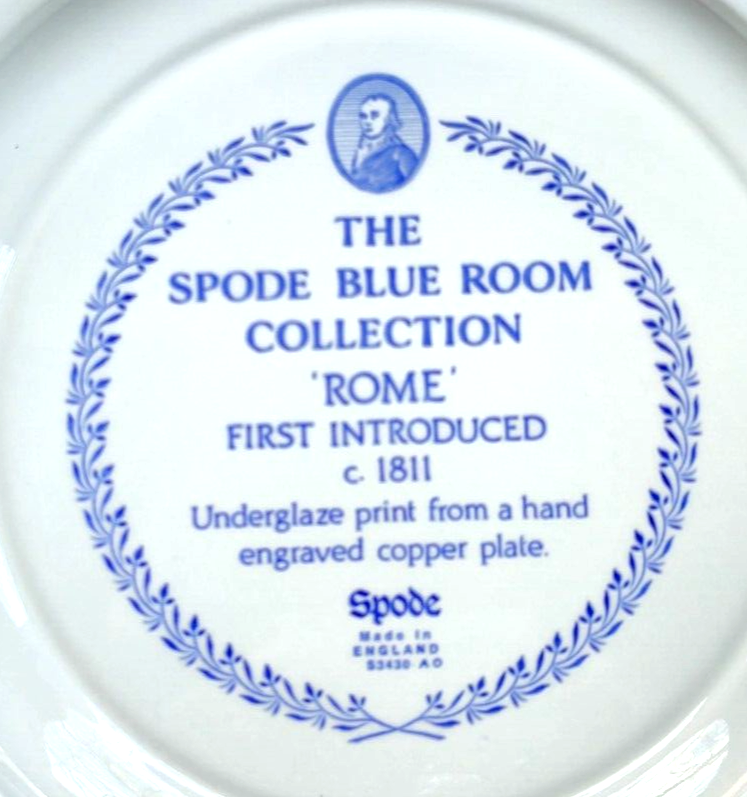 THE
SPODE BLUE ROOM
COLLECTION
'ROME'
FIRST INTRODUCED
c. 1811
Underglaze print from a hand
engraved copper plate.
Spode
Made in
ENGLAND
S3430 A0